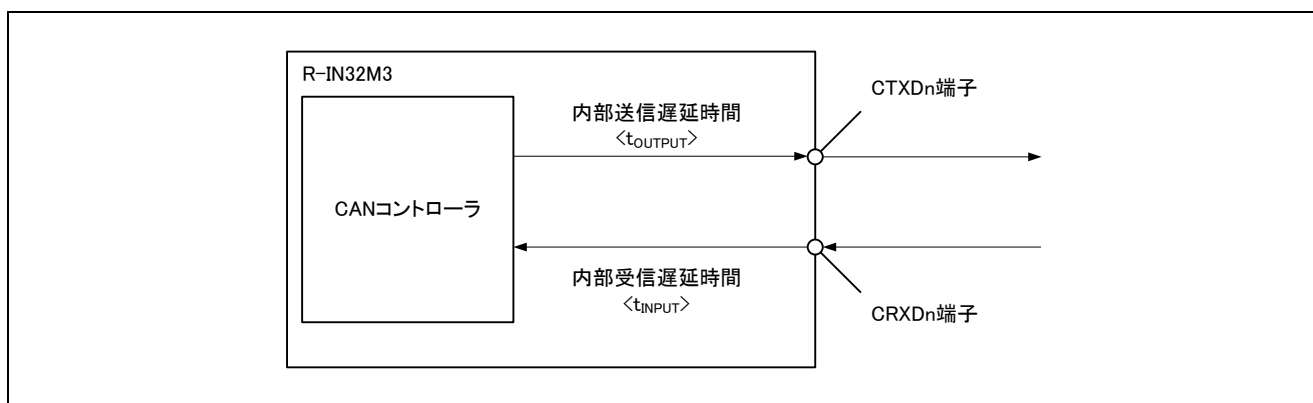 R-IN32M3
CTXDn端子
内部送信遅延時間
<tOUTPUT>
CANコントローラ
内部受信遅延時間
<tINPUT>
CRXDn端子